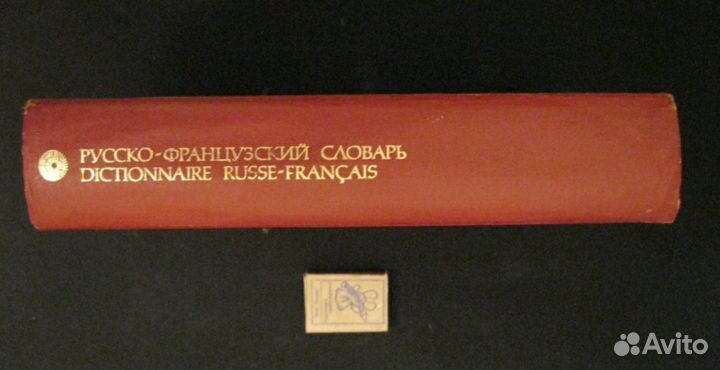 РУССКО-ФРАНЦУЗСКИЙ СЛОВАРЬ
DICTIONNAIRE RUSSE-FRANÇAIS
Avito